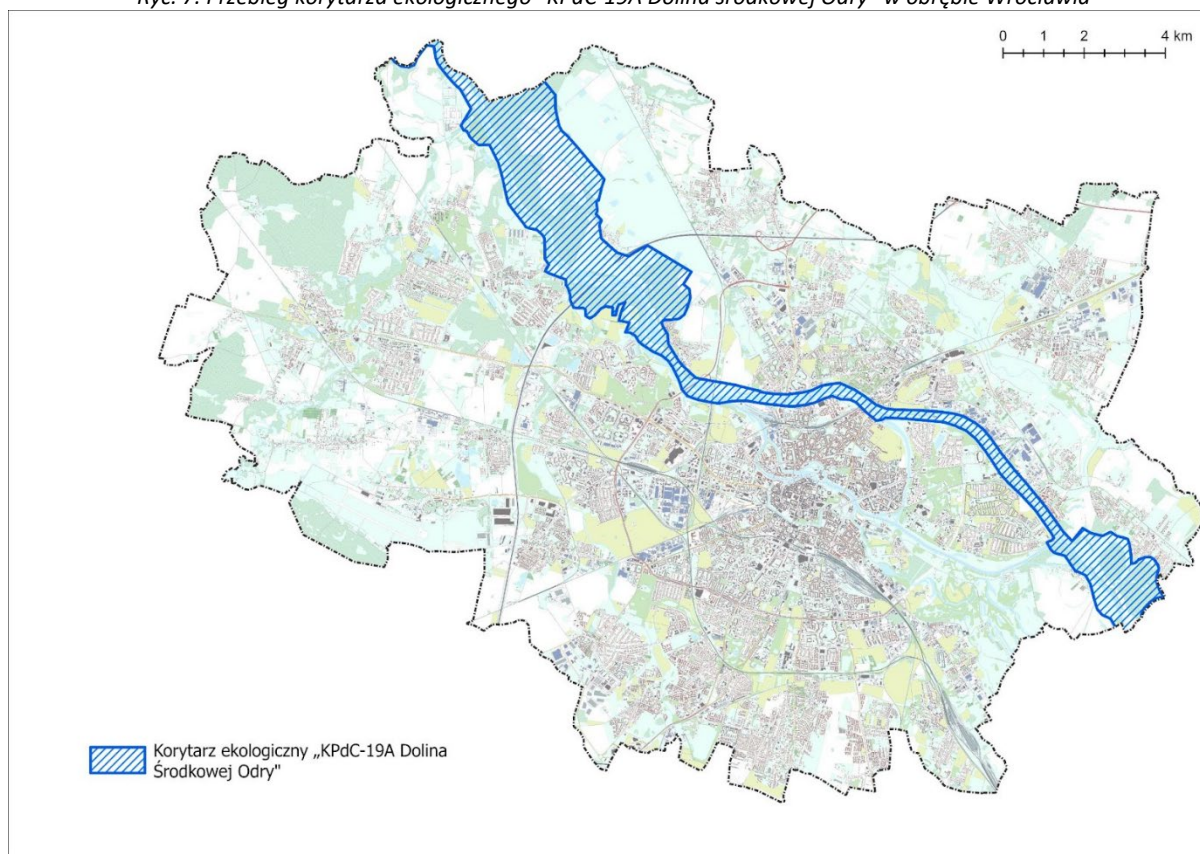 Ryc. 7. Przebieg korytarza ekologicznego "KPdC-19A Dolina środkowej Odry" w obrębie Wrocławia
0 1 2 4 km
Korytarz ekologiczny „KPdC-19A Dolina
Środkowej Odry"